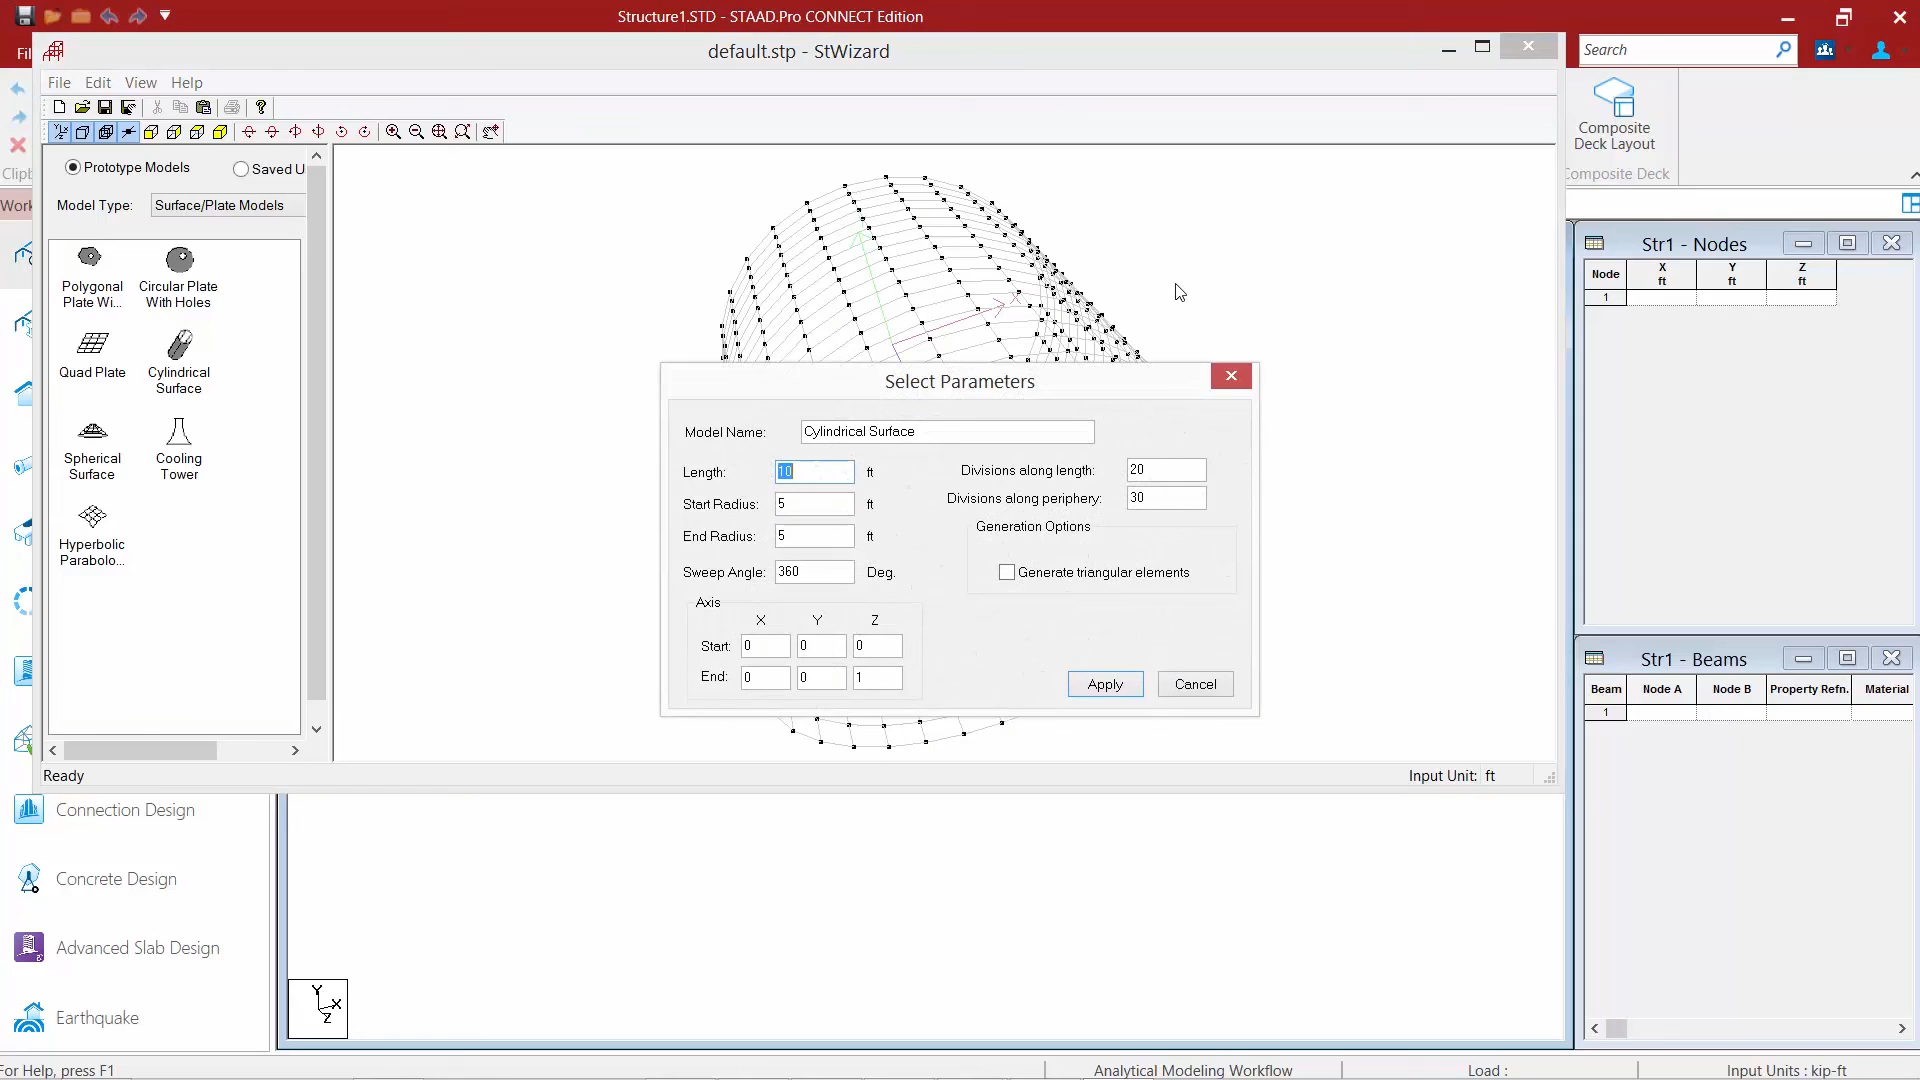 Structure1.STD - STAAD.Pro CONNECT Edition
default.stp - StWizard
Search
File Edit View Help
Composite
Deck Layout
Prototype Models
Saved U
Model Type: Surface/Plate Models
Polygonal
Plate Wi...
Circular Plate
With Holes
Quad Plate
Cylindrical
Surface
Spherical
Surface
Cooling
Tower
Hyperbolic
Parabolo...
X
Select Parameters
Model Name: Cylindrical Surface
Length: 10 ft
Divisions along length: 20
Start Radius: 5 ft
Divisions along periphery: 30
End Radius: 5 ft
Generation Options
Sweep Angle: 360 Deg.
Generate triangular elements
Axis
X Y Z
Start: 0 0 0
End: 0 0 1
Apply Cancel
Ready
Input Unit: ft
Str1 - Nodes
Node X Y Z
ft ft ft
1
Str1 - Beams
Beam Node A Node B Property Refn. Material
1
Connection Design
Concrete Design
Advanced Slab Design
Earthquake
Y
X
Z
For Help, press F1
Analytical Modeling Workflow
Load :
Input Units : kip-ft